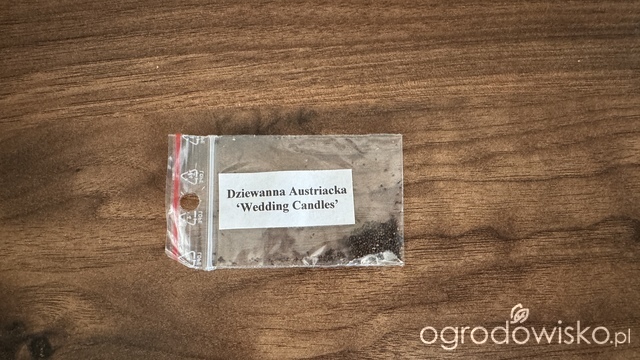 Dziewanna Austriacka
‘Wedding Candles’
ogrodowisko.pl